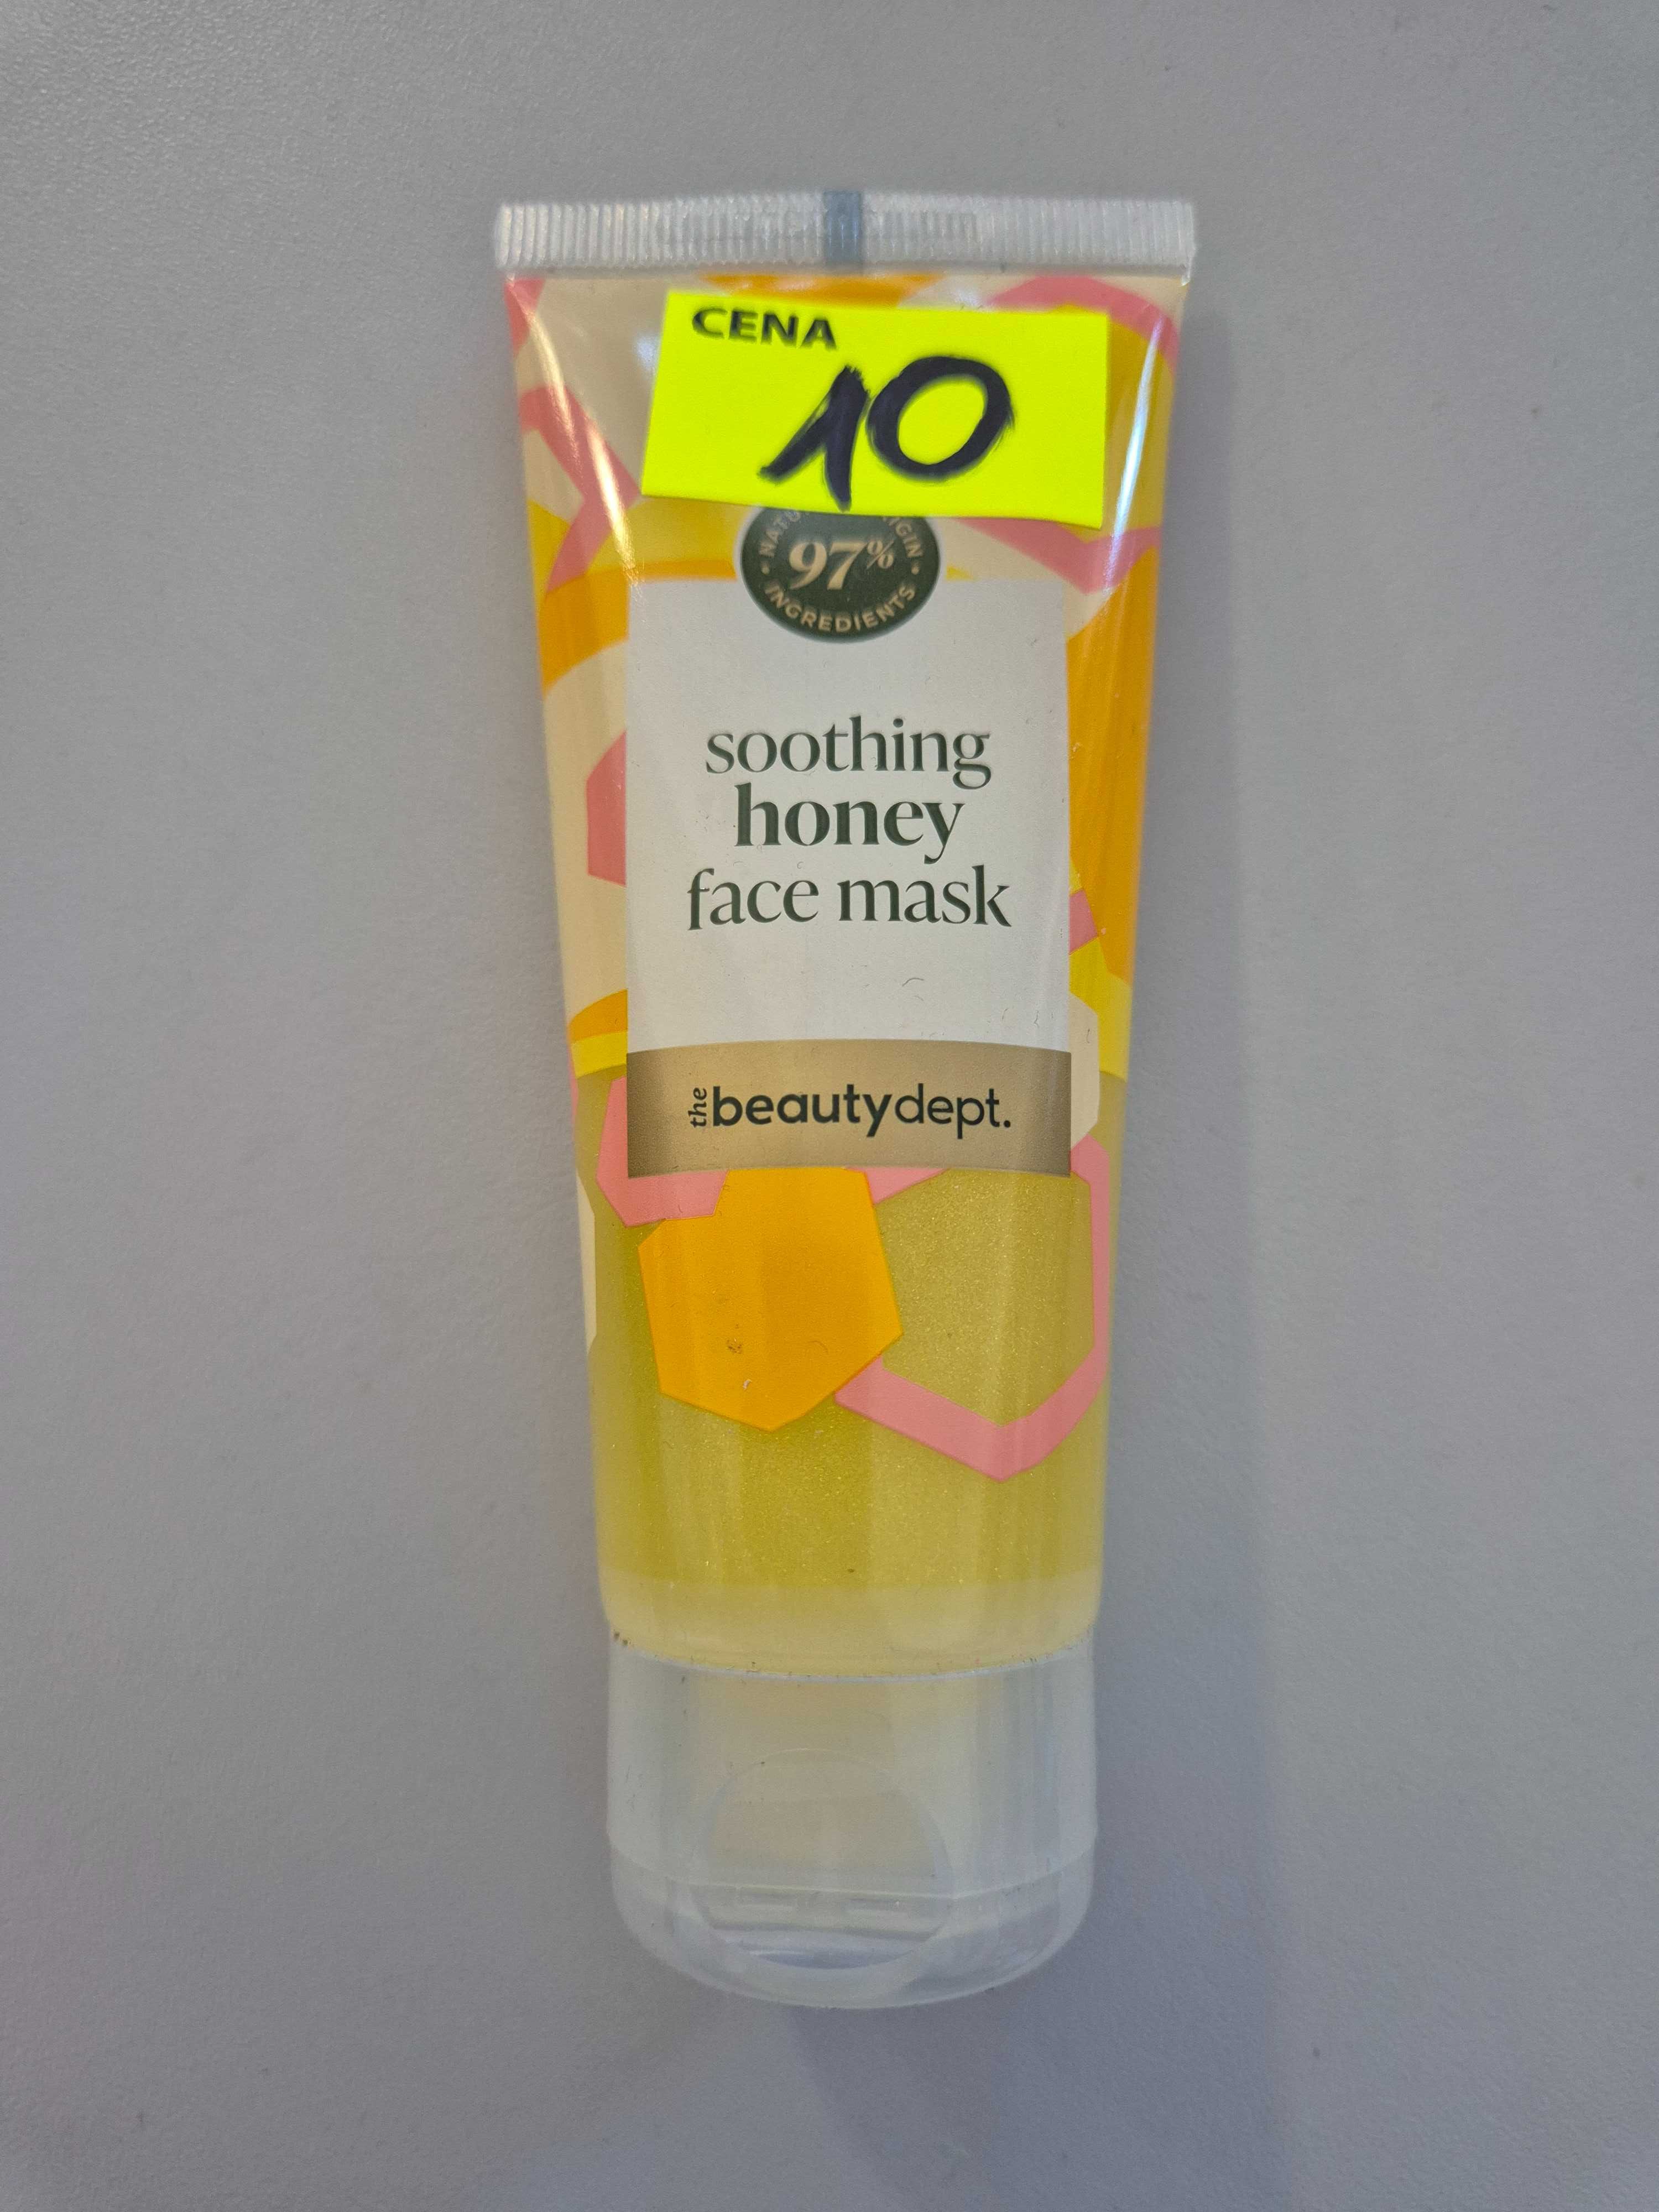 CENA
10
97%
INGREDIENTS
soothing
honey
face mask
the beautydept.